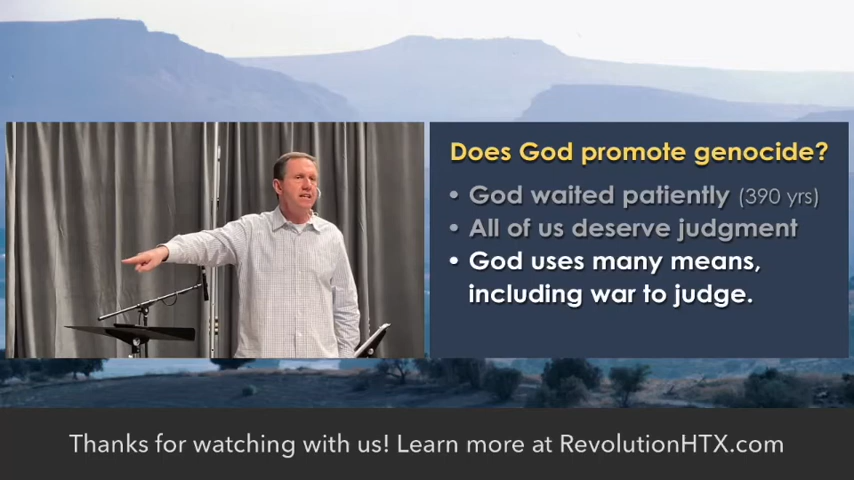 Does God promote genocide?
• God waited patiently (390 yrs)
• All of us deserve judgment
• God uses many means,
including war to judge.
Thanks for watching with us! Learn more at RevolutionHTX.com